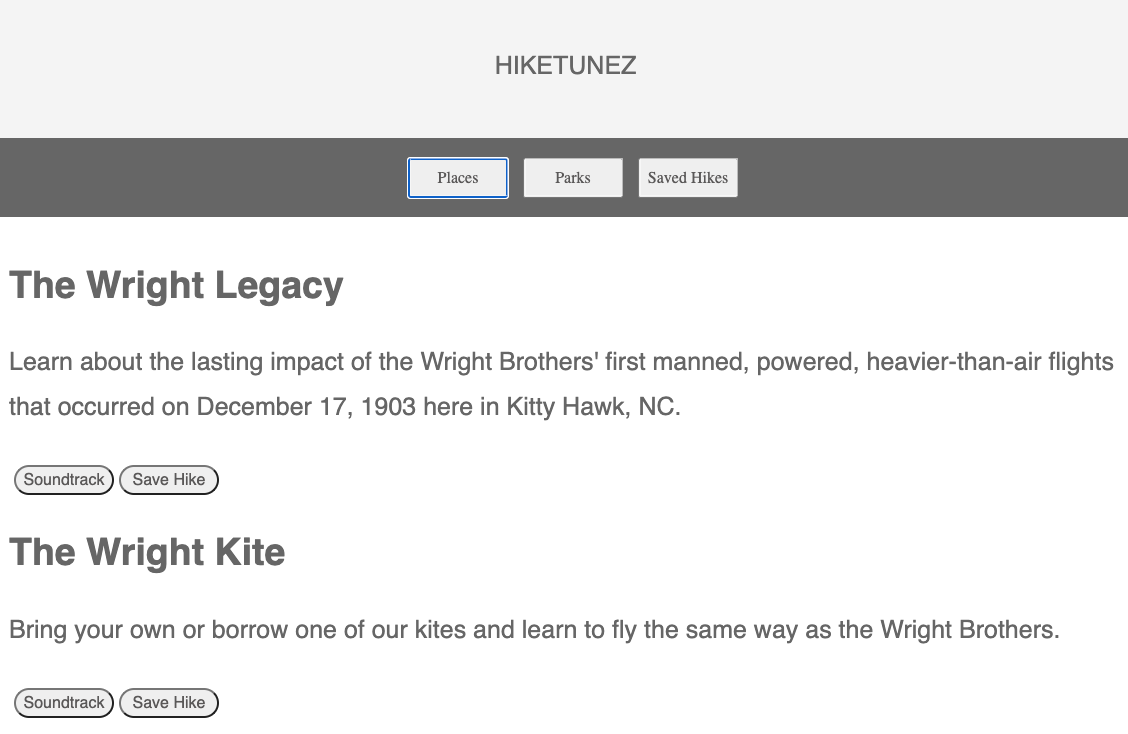 HIKETUNEZ
Places Parks Saved Hikes
The Wright Legacy
Learn about the lasting impact of the Wright Brothers' first manned, powered, heavier-than-air flights
that occurred on December 17, 1903 here in Kitty Hawk, NC.
Soundtrack Save Hike
The Wright Kite
Bring your own or borrow one of our kites and learn to fly the same way as the Wright Brothers.
Soundtrack Save Hike